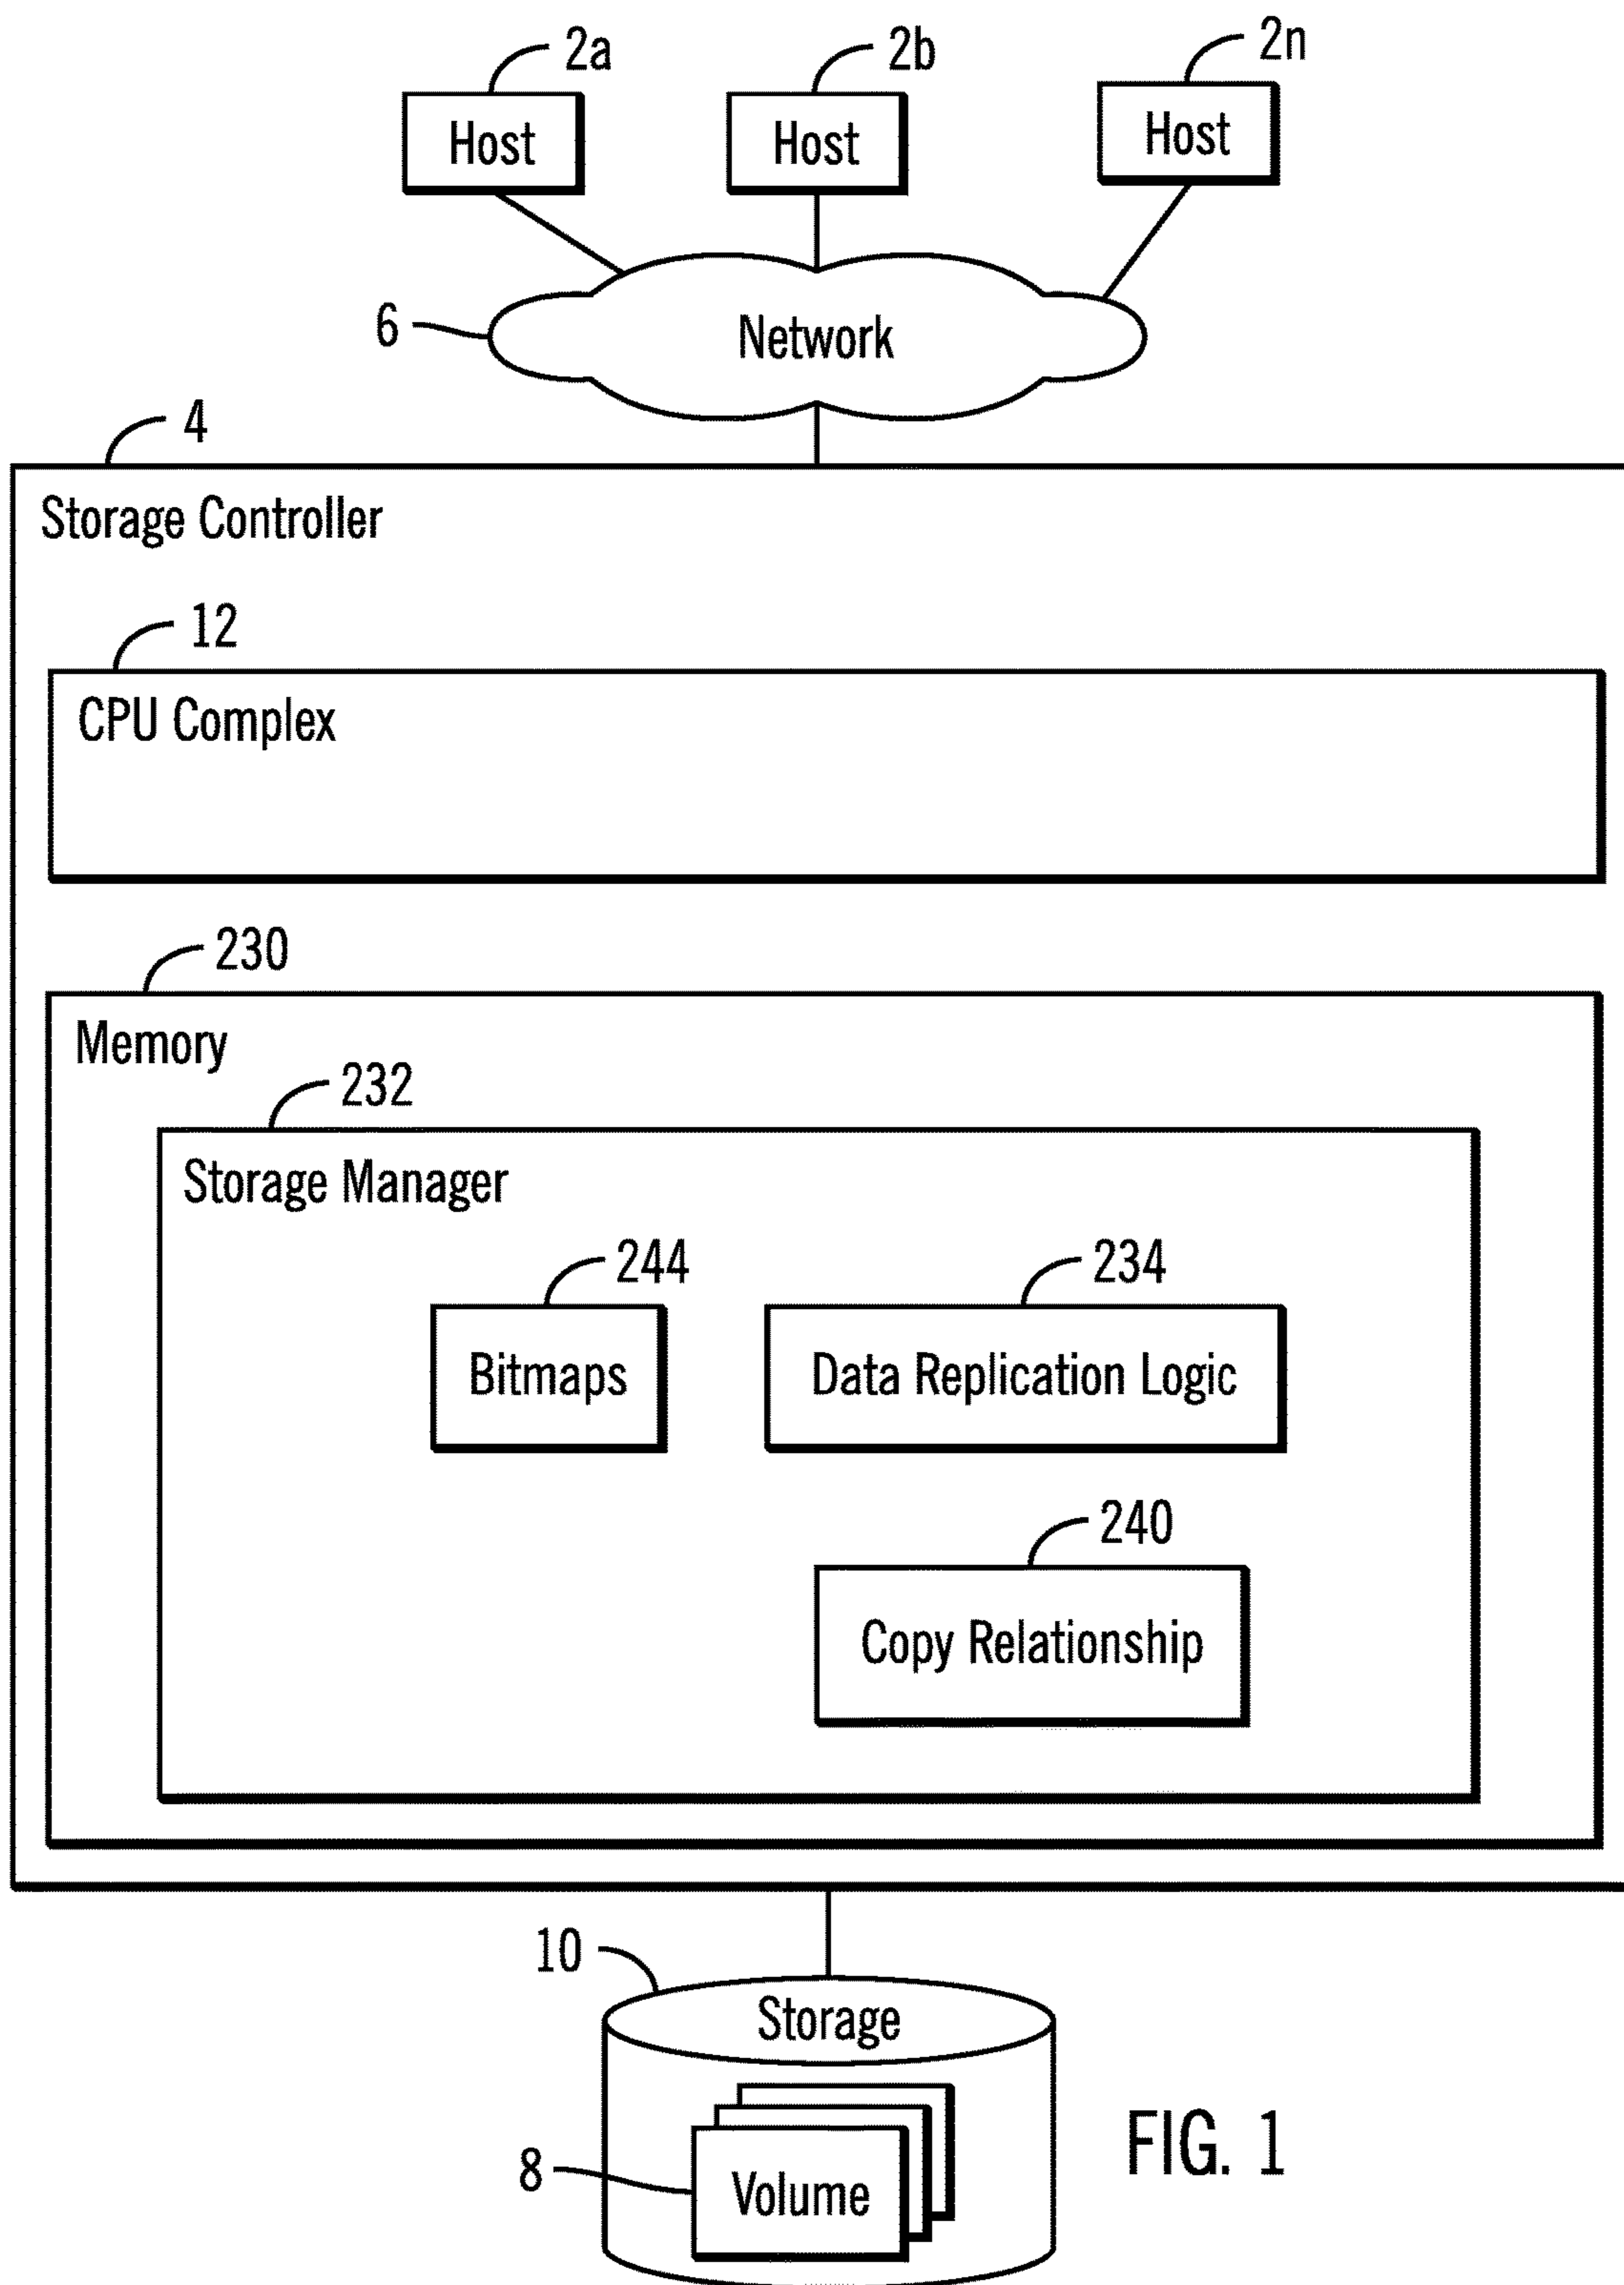 2a
2b
2n
Host
Host
Host
6
Network
4
Storage Controller
12
CPU Complex
230
Memory
232
Storage Manager
244
234
Bitmaps
Data Replication Logic
240
Copy Relationship
10
Storage
8
Volume
FIG. 1